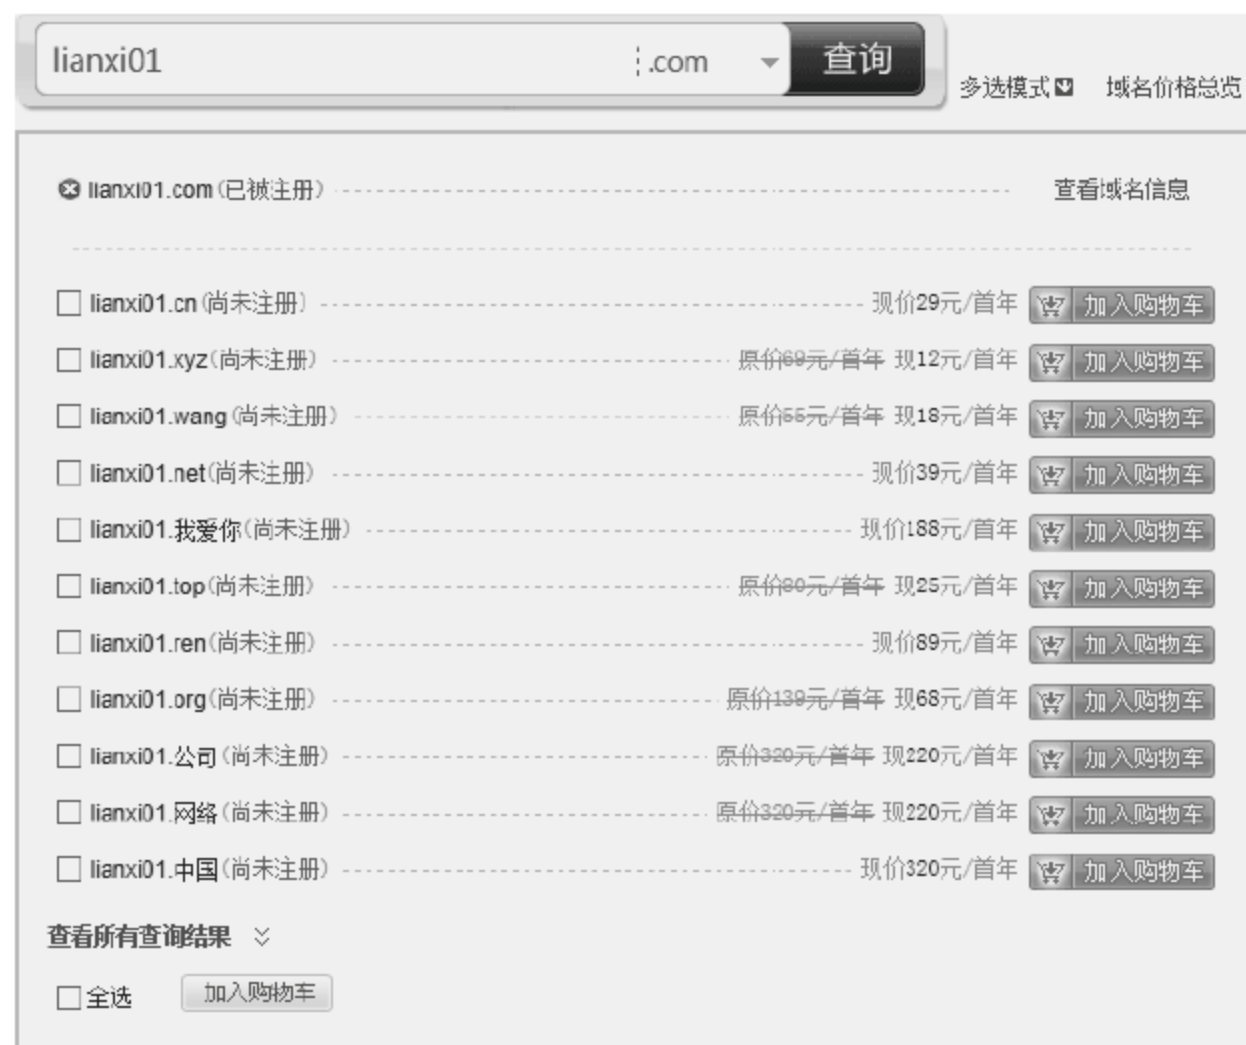 lianxi01 .com 查询
多选模式 域名价格总览
lianxi01.com(已被注册) 查看域名信息
lianxi01.cn(尚未注册) 现价29元/首年 加入购物车
lianxi01.xyz(尚未注册) 原价69元/首年 现12元/首年 加入购物车
lianxi01.wang(尚未注册) 原价55元/首年 现18元/首年 加入购物车
lianxi01.net(尚未注册) 现价39元/首年 加入购物车
lianxi01.我爱你(尚未注册) 现价188元/首年 加入购物车
lianxi01.top(尚未注册) 原价80元/首年 现25元/首年 加入购物车
lianxi01.ren(尚未注册) 现价89元/首年 加入购物车
lianxi01.org(尚未注册) 原价139元/首年 现68元/首年 加入购物车
lianxi01.公司(尚未注册) 原价320元/首年 现220元/首年 加入购物车
lianxi01.网络(尚未注册) 原价320元/首年 现220元/首年 加入购物车
lianxi01.中国(尚未注册) 现价320元/首年 加入购物车
查看所有查询结果
全选 加入购物车